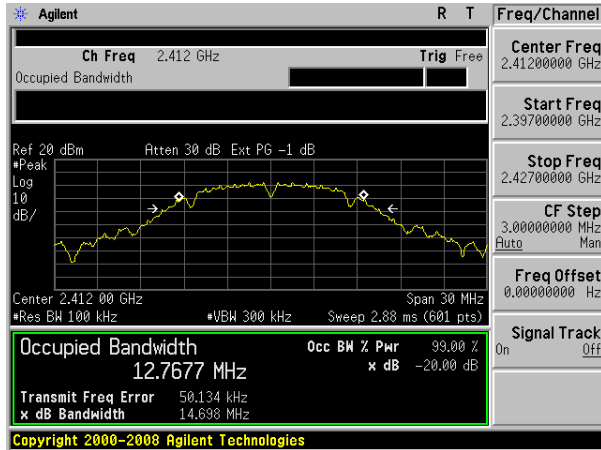 Agilent R T Freq/Channel
Ch Freq 2.412 GHz Trig Free
Occupied Bandwidth
Center Freq
2.41200000 GHz
Start Freq
2.39700000 GHz
Stop Freq
2.42700000 GHz
CF Step
3.00000000 MHz
Auto Man
Freq Offset
0.00000000 Hz
Signal Track
On Off
Ref 20 dBm Atten 30 dB Ext PG -1 dB
#Peak
Log
10
dB/
Center 2.412 00 GHz Span 30 MHz
#Res BW 100 kHz #VBW 300 kHz Sweep 2.88 ms (601 pts)
Occupied Bandwidth Occ BW % Pwr 99.00 %
12.7677 MHz x dB -20.00 dB
Transmit Freq Error 50.134 kHz
x dB Bandwidth 14.698 MHz
Copyright 2000-2008 Agilent Technologies